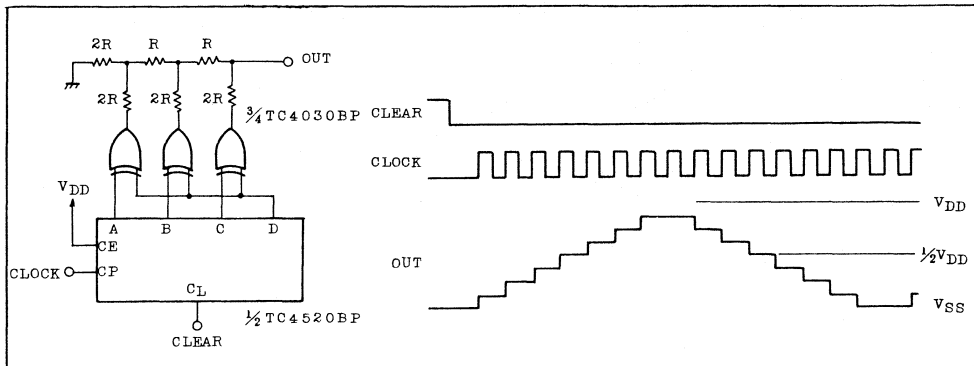 2R R R OUT
2R 2R 2R
¾TC4030BP
VDD
A B C D
CE
CLOCK CP
CL
½TC4520BP
CLEAR
CLEAR
CLOCK
VDD
OUT
½VDD
VSS